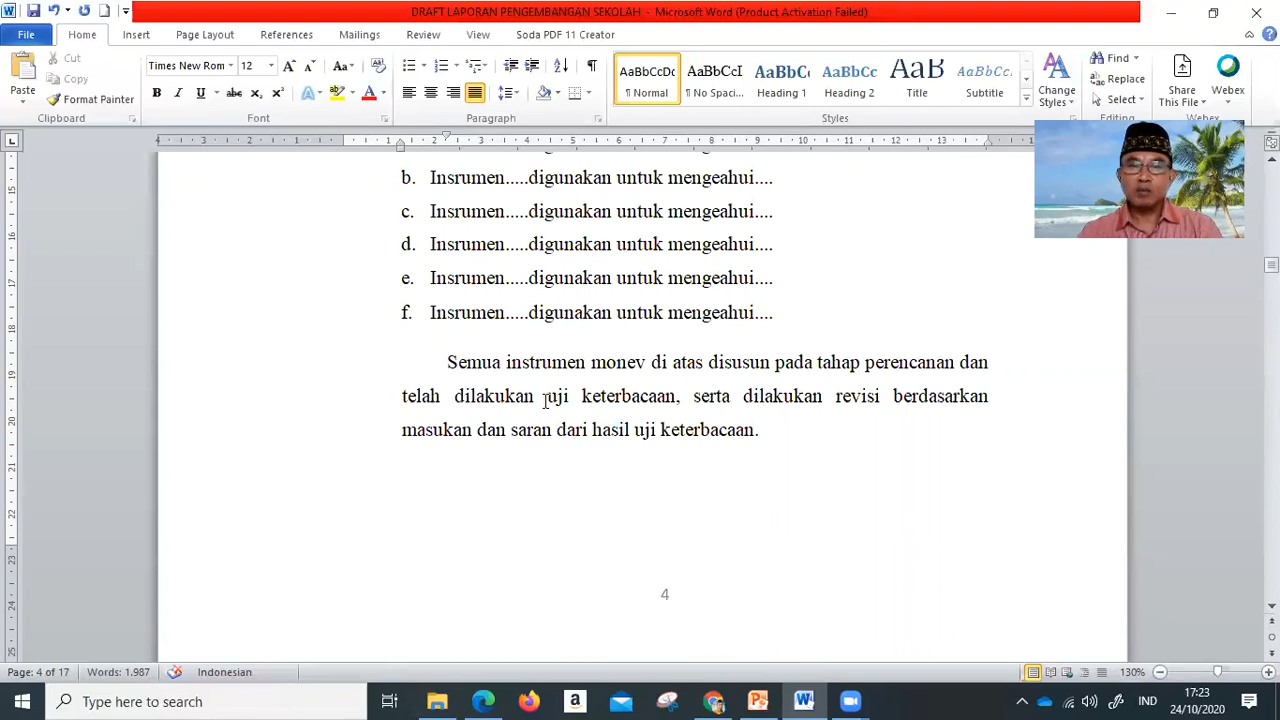 DRAFT LAPORAN PENGEMBANGAN SEKOLAH - Microsoft Word (Product Activation Failed)
File Home Insert Page Layout References Mailings Review View Soda PDF 11 Creator
Cut
Copy
Format Painter
Paste
Clipboard
Times New Rom 12
Font
Paragraph
AaBbCcDc AaBbCcI AaBbC AaBbCc AaB AaBbCc
¶ Normal ¶ No Spaci... Heading 1 Heading 2 Title Subtitle
Styles
Change Styles
Find
Replace
Select
Editing
Share This File
Webex
b. Insrumen.....digunakan untuk mengeahui....
c. Insrumen.....digunakan untuk mengeahui....
d. Insrumen.....digunakan untuk mengeahui....
e. Insrumen.....digunakan untuk mengeahui....
f. Insrumen.....digunakan untuk mengeahui....
Semua instrumen monev di atas disusun pada tahap perencanan dan
telah dilakukan uji keterbacaan, serta dilakukan revisi berdasarkan
masukan dan saran dari hasil uji keterbacaan.
4
Page: 4 of 17 Words: 1.987 Indonesian 130%
Type here to search
IND
17:23
24/10/2020